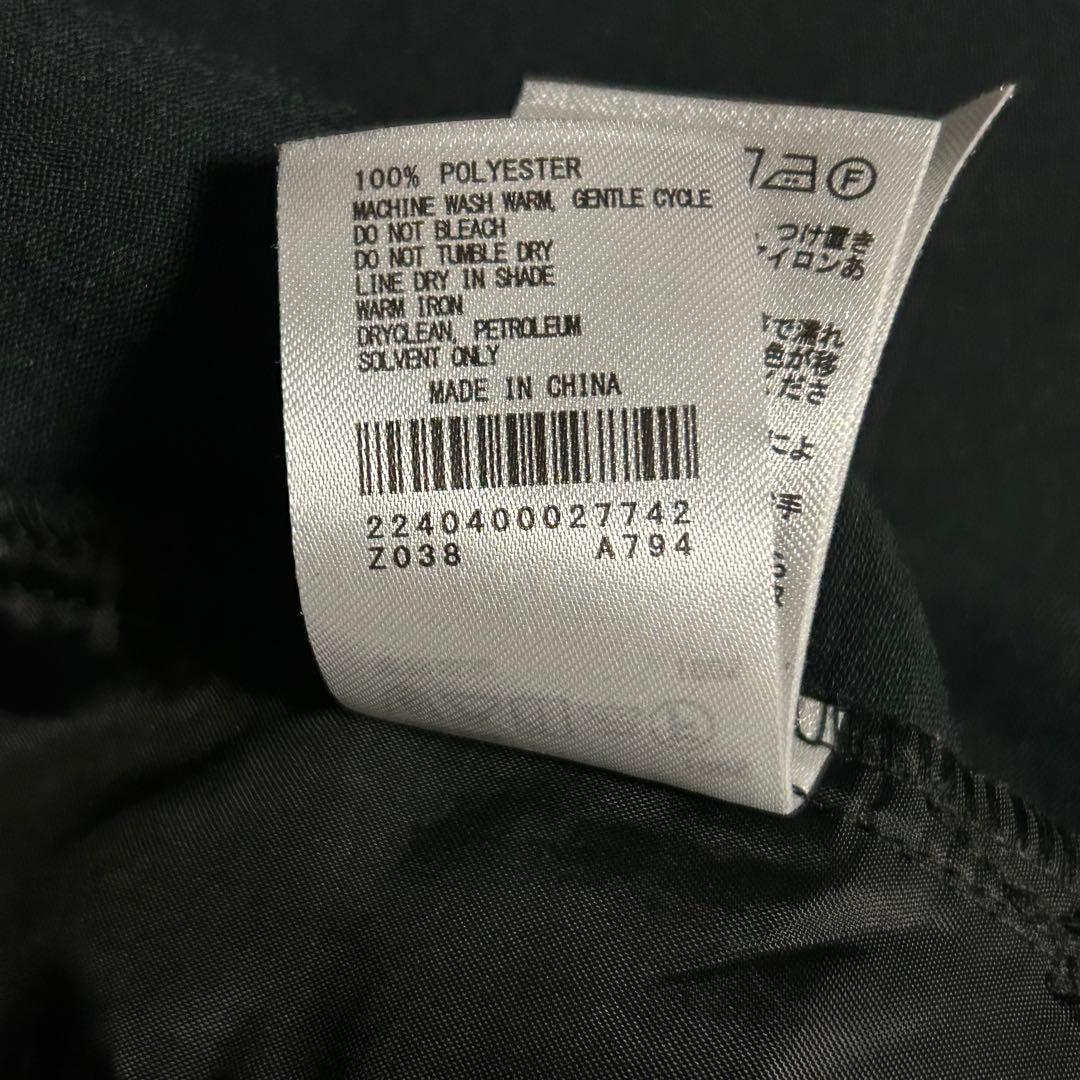 100% POLYESTER
MACHINE WASH WARM, GENTLE CYCLE
DO NOT BLEACH
DO NOT TUMBLE DRY
LINE DRY IN SHADE
WARM IRON
DRYCLEAN, PETROLEUM
SOLVENT ONLY
MADE IN CHINA
2240400027742
Z038 A794
F
つけ置き
イロンあ
で濡れ
色が移
ださ
によ
手